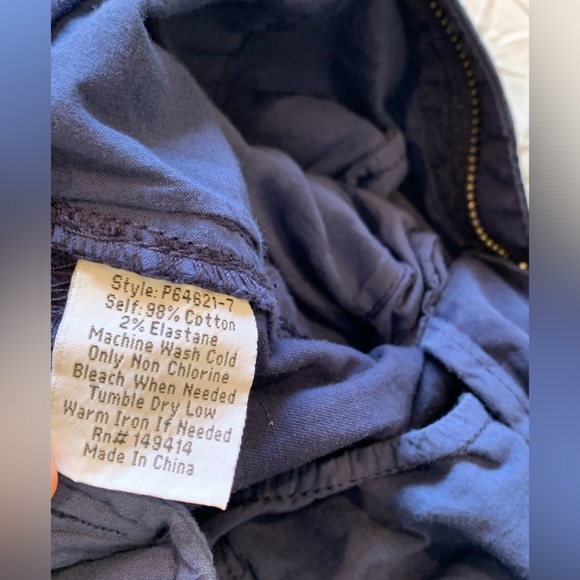 Style: P64621-7
Self: 98% Cotton
2% Elastane
Machine Wash Cold
Only Non Chlorine
Bleach When Needed
Tumble Dry Low
Warm Iron If Needed
Rn# 149414
Made In China